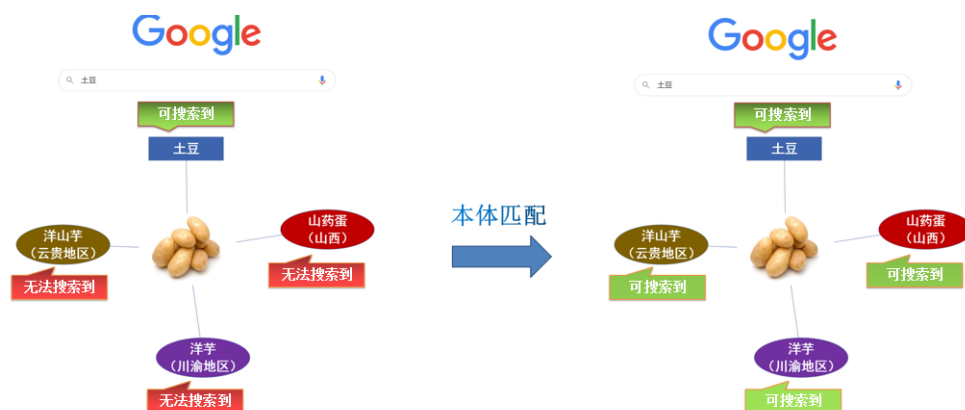 Google
土豆
可搜索到
土豆
洋山芋
（云贵地区）
无法搜索到
山药蛋
（山西）
无法搜索到
洋芋
（川渝地区）
无法搜索到
本体匹配
Google
土豆
可搜索到
土豆
洋山芋
（云贵地区）
可搜索到
山药蛋
（山西）
可搜索到
洋芋
（川渝地区）
可搜索到